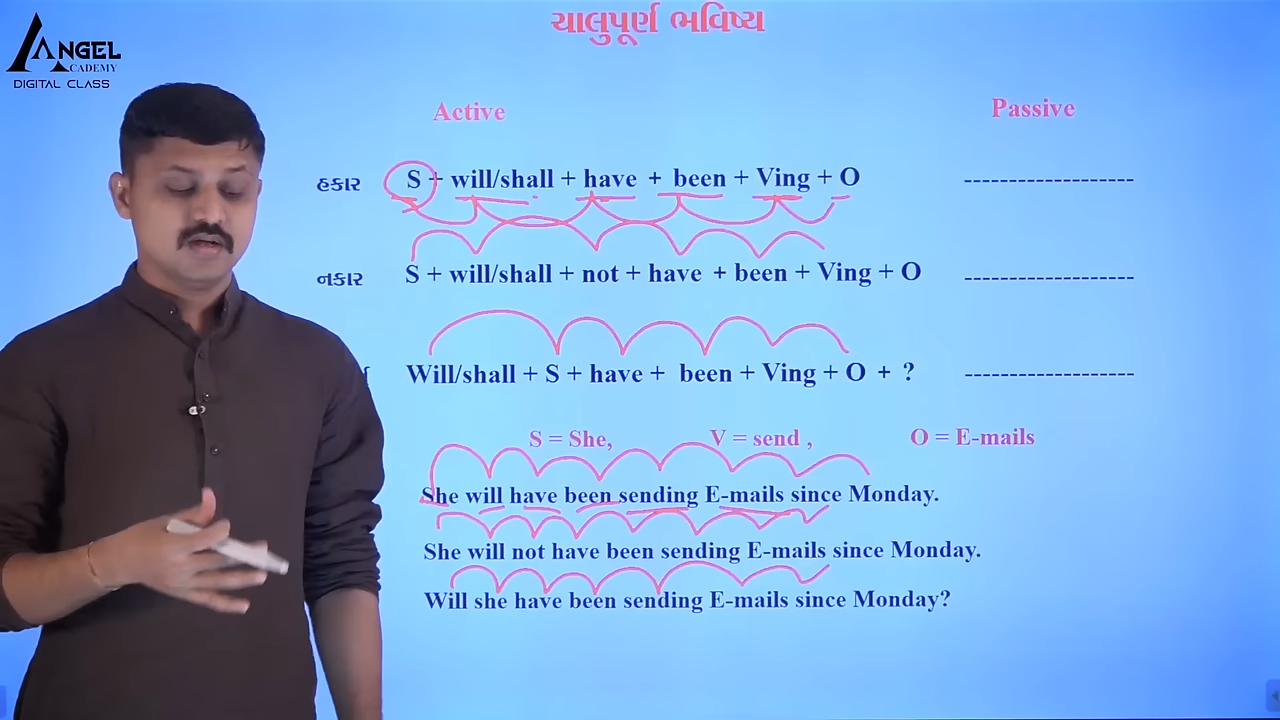 ANGEL
ACADEMY
DIGITAL CLASS
ચાલુપૂર્ણ ભવિષ્ય
Active Passive
હકાર S + will/shall + have + been + Ving + O -------------------
નકાર S + will/shall + not + have + been + Ving + O -------------------
Will/shall + S + have + been + Ving + O + ? -------------------
S = She, V = send , O = E-mails
She will have been sending E-mails since Monday.
She will not have been sending E-mails since Monday.
Will she have been sending E-mails since Monday?